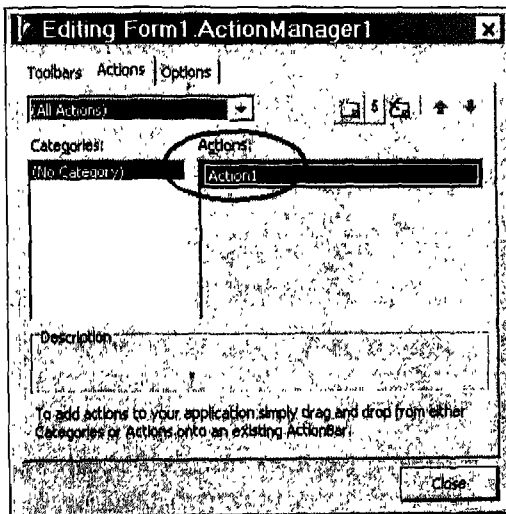 Editing Form1.ActionManager1
Toolbars Actions Options
(All Actions)
Categories: Actions:
(No Category) Action1
Description
To add actions to your application simply drag and drop from either
Categories or Actions onto an existing ActionBar.
Close